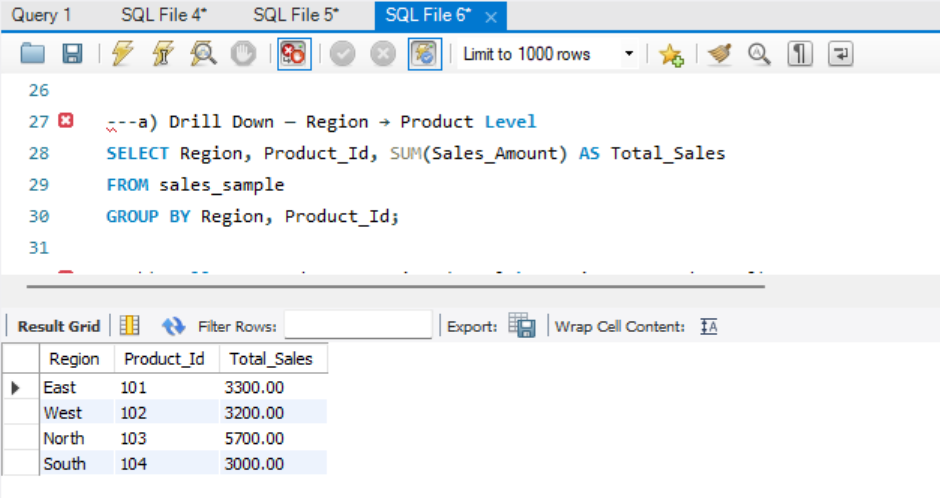 Query 1 SQL File 4* SQL File 5* SQL File 6*
Limit to 1000 rows
26
27 ---a) Drill Down – Region → Product Level
28 SELECT Region, Product_Id, SUM(Sales_Amount) AS Total_Sales
29 FROM sales_sample
30 GROUP BY Region, Product_Id;
31
Result Grid Filter Rows: Export: Wrap Cell Content:
Region Product_Id Total_Sales
East 101 3300.00
West 102 3200.00
North 103 5700.00
South 104 3000.00